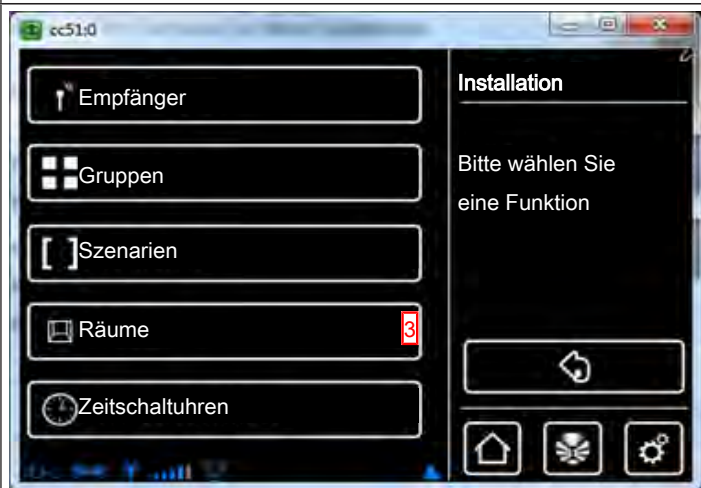 cc51:0
Empfänger
Gruppen
Szenarien
Räume
3
Zeitschaltuhren
Installation
Bitte wählen Sie
eine Funktion